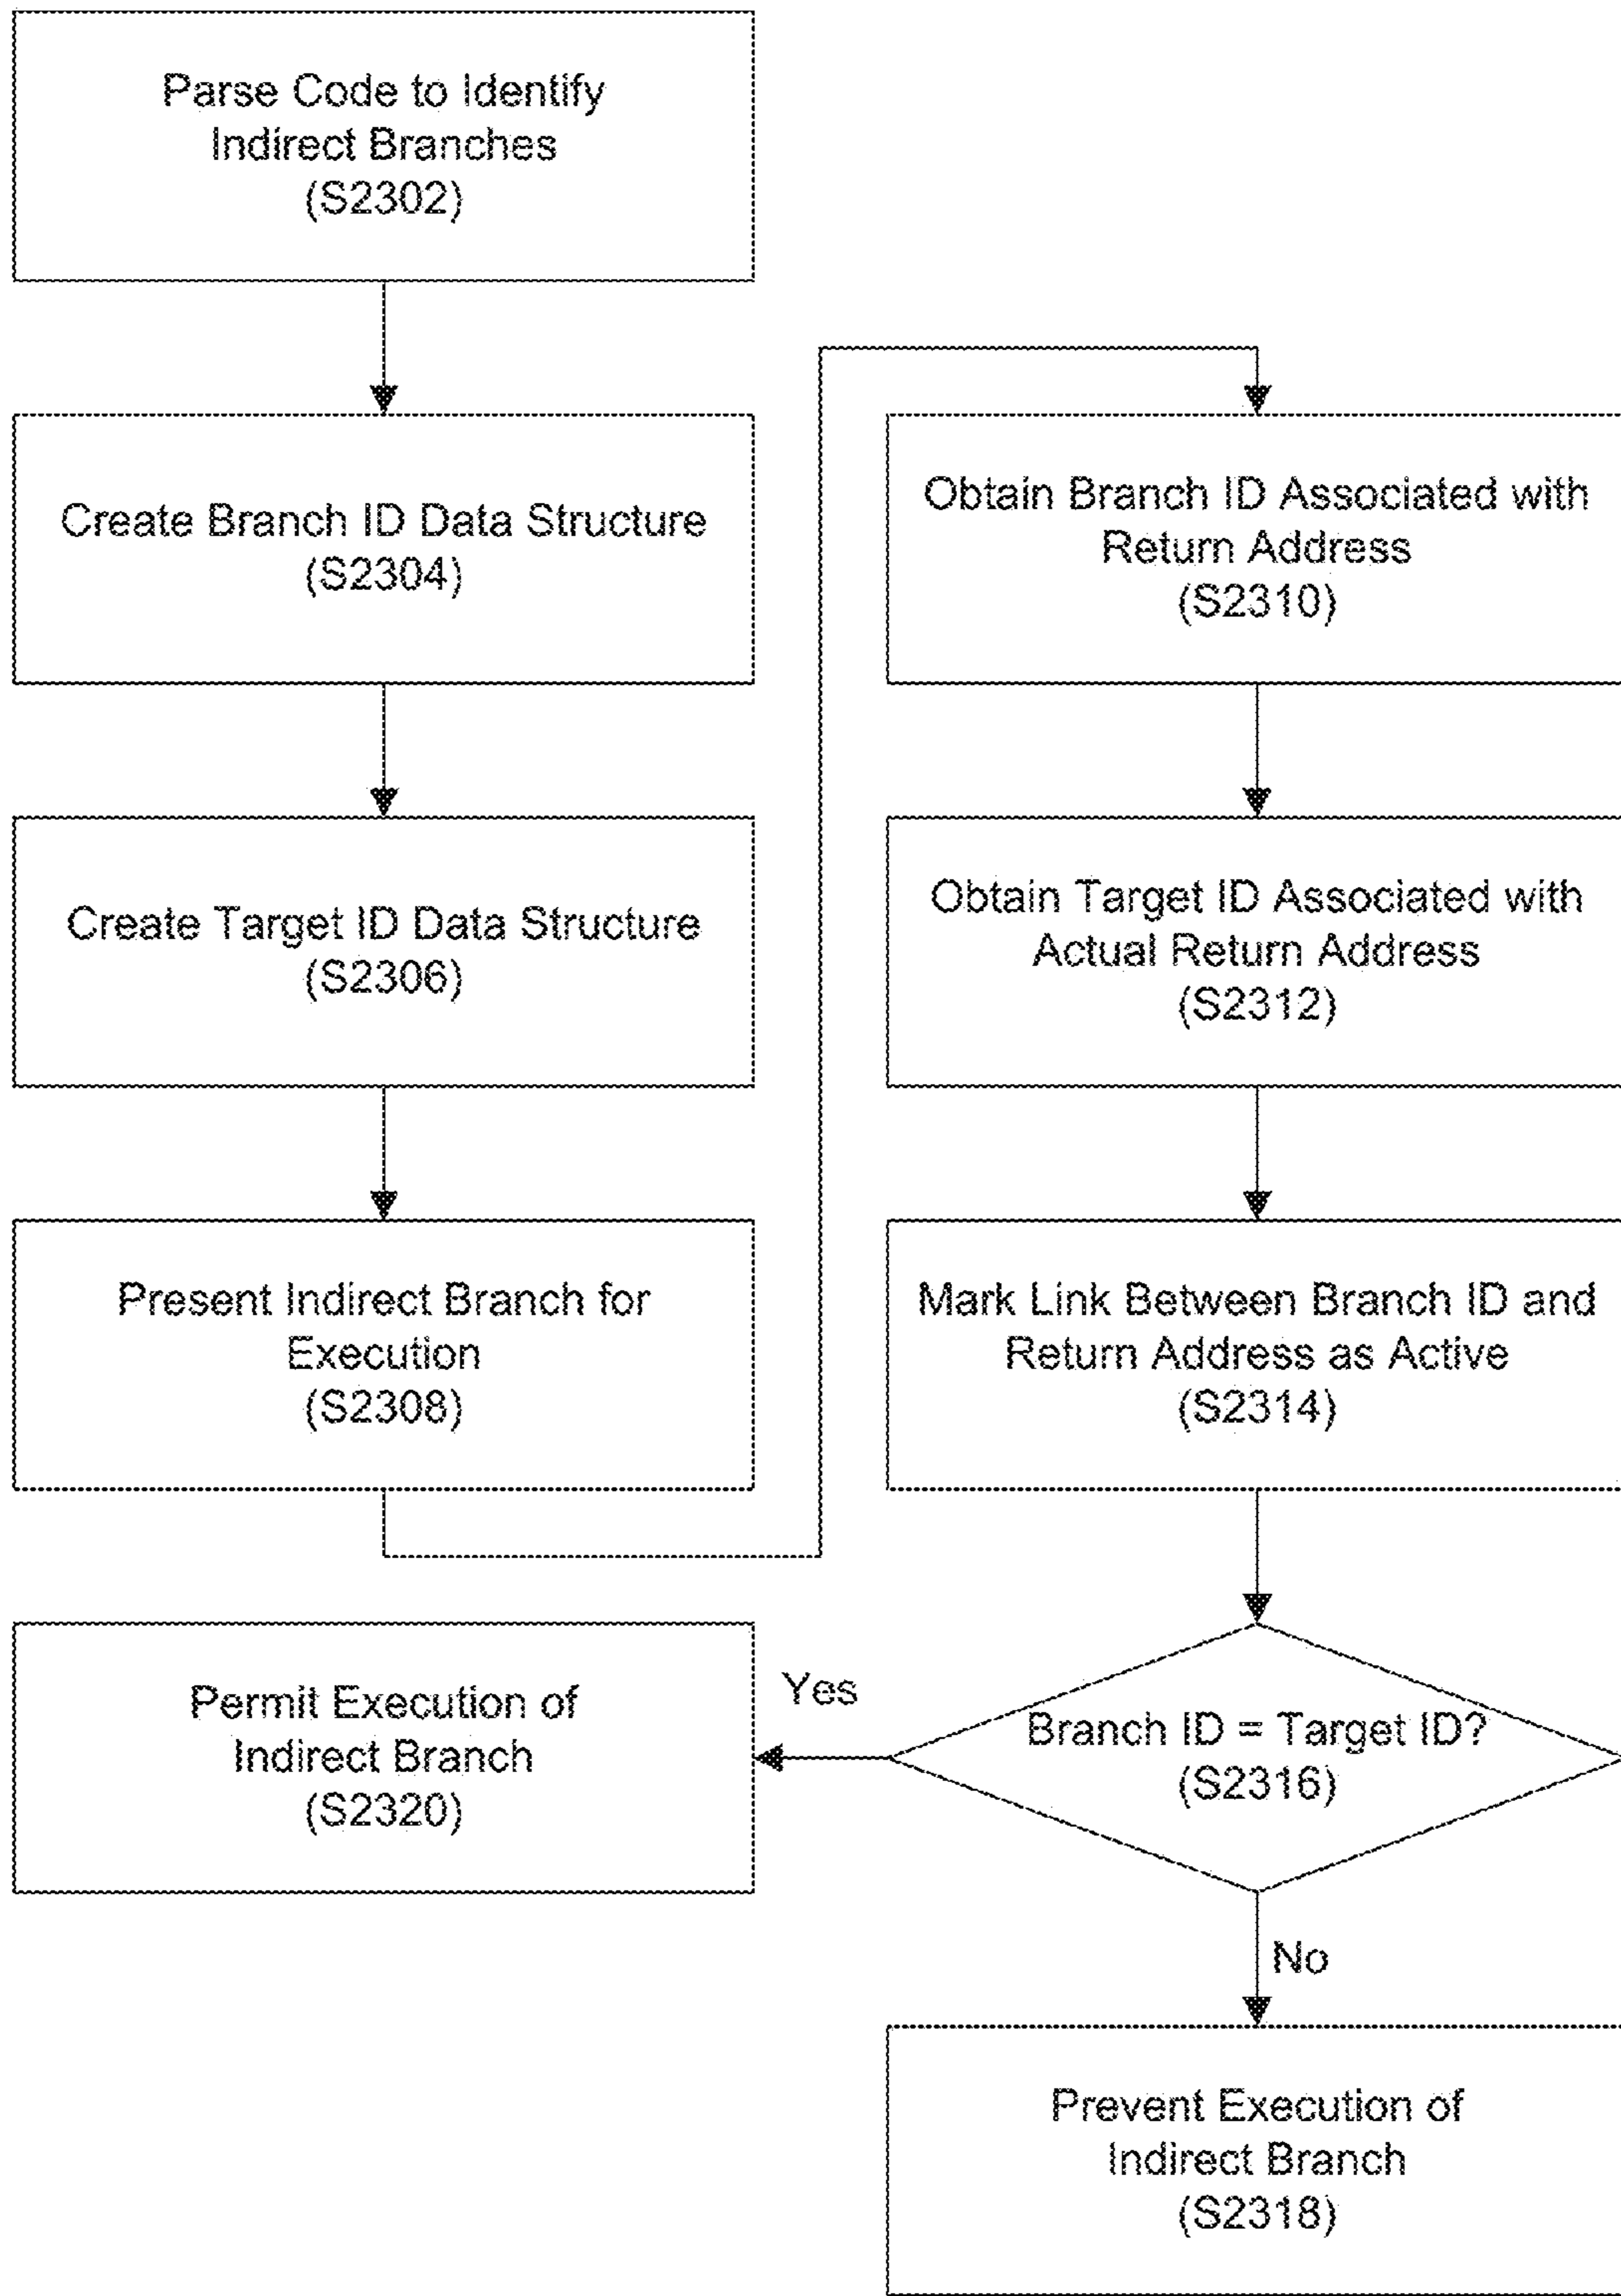 Parse Code to Identify
Indirect Branches
(S2302)
Create Branch ID Data Structure
(S2304)
Create Target ID Data Structure
(S2306)
Present Indirect Branch for
Execution
(S2308)
Obtain Branch ID Associated with
Return Address
(S2310)
Obtain Target ID Associated with
Actual Return Address
(S2312)
Mark Link Between Branch ID and
Return Address as Active
(S2314)
Branch ID = Target ID?
(S2316)
Yes
Permit Execution of
Indirect Branch
(S2320)
No
Prevent Execution of
Indirect Branch
(S2318)